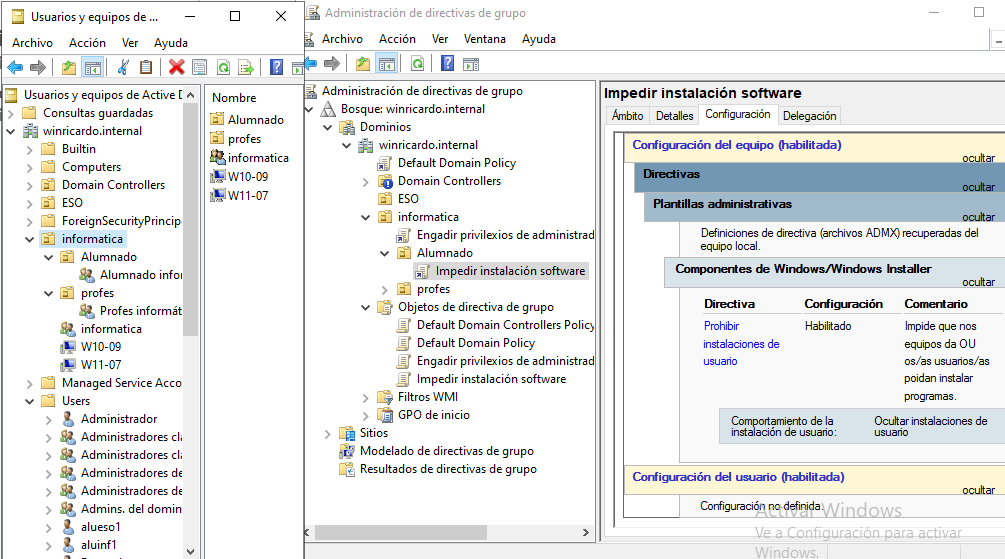 Usuarios y equipos de ...
Archivo Acción Ver Ayuda
Usuarios y equipos de Active D
Consultas guardadas
winricardo.internal
Builtin
Computers
Domain Controllers
ESO
ForeignSecurityPrincip
informatica
Alumnado
Alumnado info
profes
Profes informát
informatica
W10-09
W11-07
Managed Service Acco
Users
Administrador
Administradores cla
Administradores cla
Administradores de
Administradores de
Admins. del domin
alueso1
aluinf1
Nombre
Alumnado
profes
informatica
W10-09
W11-07
Administración de directivas de grupo
Archivo Acción Ver Ventana Ayuda
Administración de directivas de grupo
Bosque: winricardo.internal
Dominios
winricardo.internal
Default Domain Policy
Domain Controllers
ESO
informatica
Engadir privilexios de administrad
Alumnado
Impedir instalación software
profes
Objetos de directiva de grupo
Default Domain Controllers Policy
Default Domain Policy
Engadir privilexios de administrad
Impedir instalación software
Filtros WMI
GPO de inicio
Sitios
Modelado de directivas de grupo
Resultados de directivas de grupo
Impedir instalación software
Ámbito Detalles Configuración Delegación
Configuración del equipo (habilitada)
ocultar
Directivas
ocultar
Plantillas administrativas
ocultar
Definiciones de directiva (archivos ADMX) recuperadas del
equipo local.
Componentes de Windows/Windows Installer
ocultar
Directiva Configuración Comentario
Prohibir Habilitado Impide que nos
instalaciones de equipos da OU
usuario os/as usuarios/as
poidan instalar
programas.
Comportamiento de la Ocultar instalaciones de
instalación de usuario: usuario
Configuración del usuario (habilitada)
ocultar
Configuración no definida.
Activar Windows
Ve a Configuración para activar
Windows.